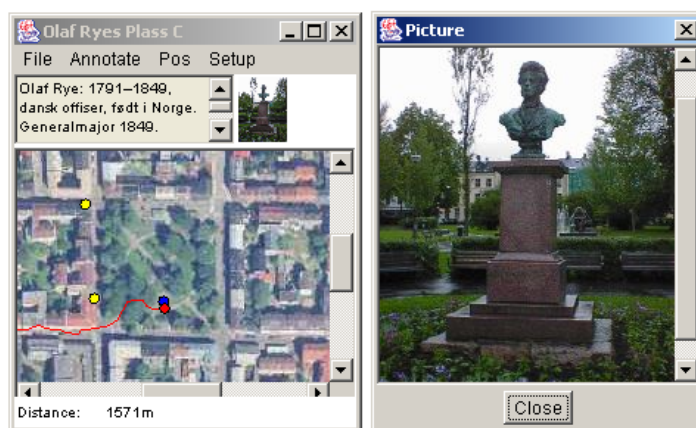 Olaf Ryes Plass C
File Annotate Pos Setup
Olaf Rye: 1791–1849,
dansk offiser, født i Norge.
Generalmajor 1849.
Distance: 1571m
Picture
Close